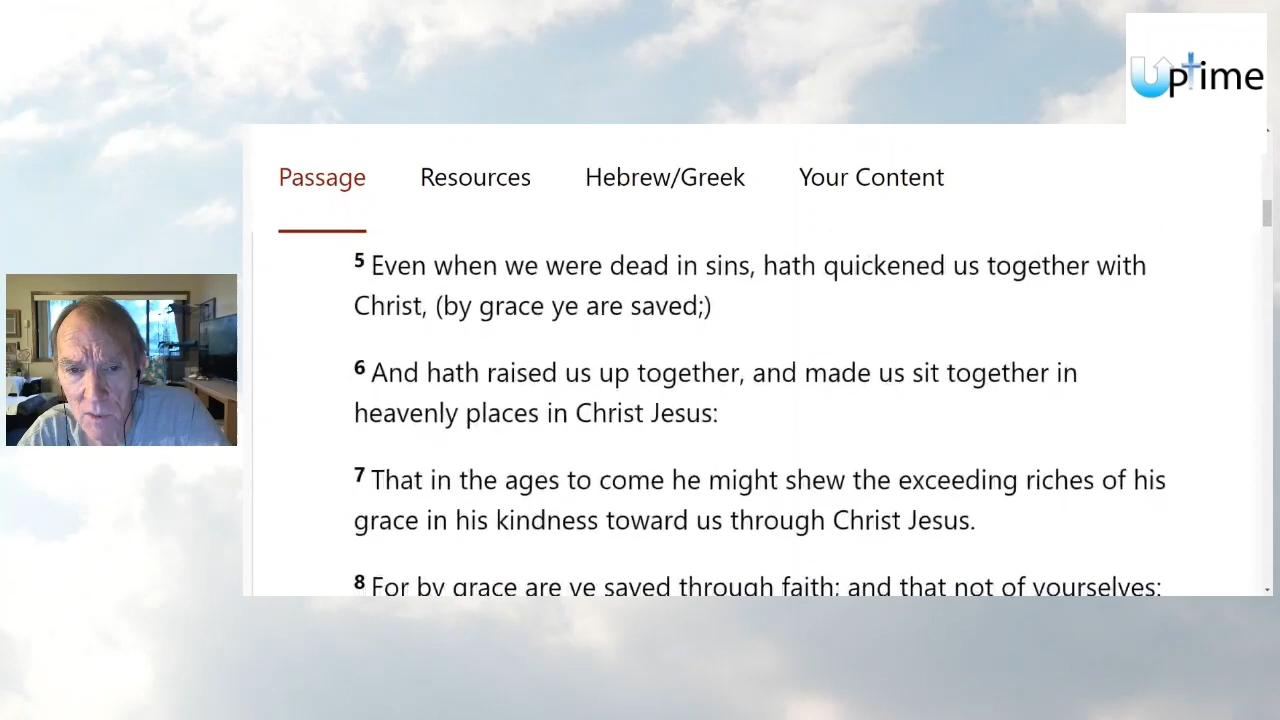 Uptime
Passage Resources Hebrew/Greek Your Content
5 Even when we were dead in sins, hath quickened us together with
Christ, (by grace ye are saved;)
6 And hath raised us up together, and made us sit together in
heavenly places in Christ Jesus:
7 That in the ages to come he might shew the exceeding riches of his
grace in his kindness toward us through Christ Jesus.
8 For by grace are ye saved through faith; and that not of yourselves: